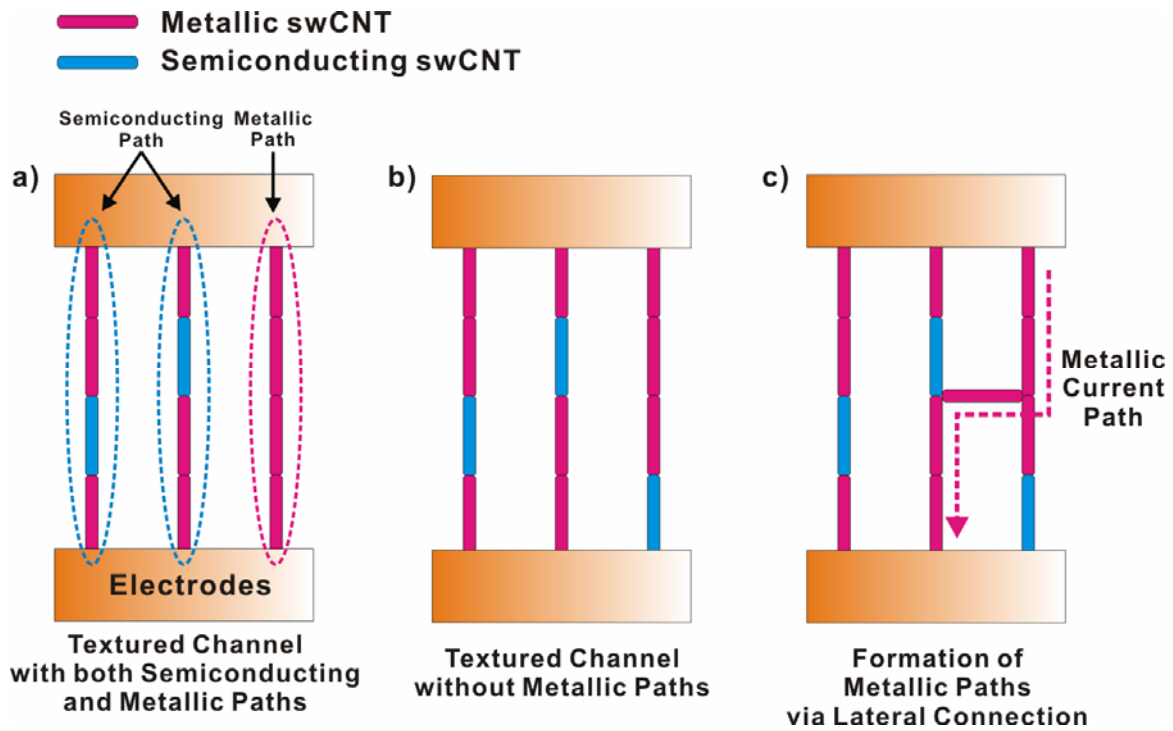 Metallic swCNT
Semiconducting swCNT
Semiconducting
Path
Metallic
Path
a)
b)
c)
Metallic
Current
Path
Electrodes
Textured Channel
with both Semiconducting
and Metallic Paths
Textured Channel
without Metallic Paths
Formation of
Metallic Paths
via Lateral Connection